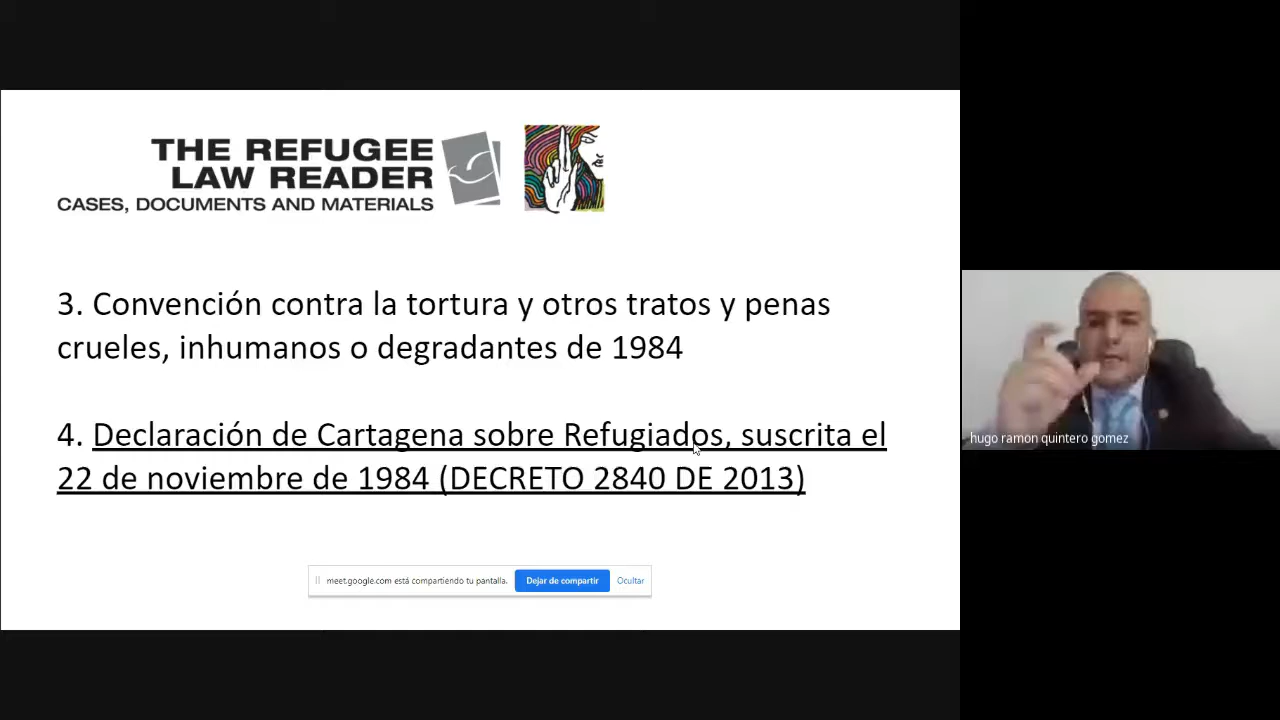 THE REFUGEE
LAW READER
CASES, DOCUMENTS AND MATERIALS
3. Convención contra la tortura y otros tratos y penas
crueles, inhumanos o degradantes de 1984
4. Declaración de Cartagena sobre Refugiados, suscrita el
22 de noviembre de 1984 (DECRETO 2840 DE 2013)
meet.google.com está compartiendo tu pantalla.
Dejar de compartir
Ocultar
hugo ramon quintero gomez